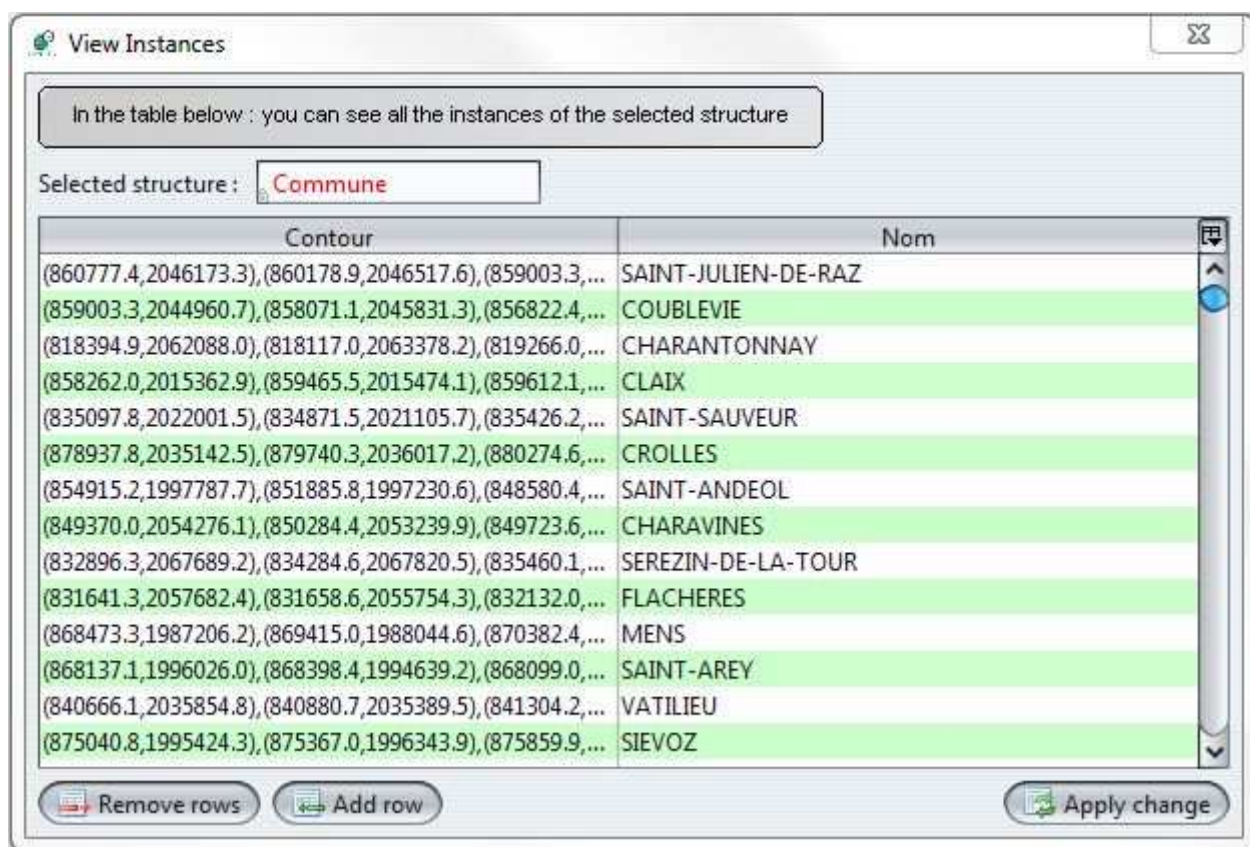 View Instances
In the table below : you can see all the instances of the selected structure
Selected structure : Commune
Contour Nom
(860777.4,2046173.3),(860178.9,2046517.6),(859003.3,... SAINT-JULIEN-DE-RAZ
(859003.3,2044960.7),(858071.1,2045831.3),(856822.4,... COUBLEVIE
(818394.9,2062088.0),(818117.0,2063378.2),(819266.0,... CHARANTONNAY
(858262.0,2015362.9),(859465.5,2015474.1),(859612.1,... CLAIX
(835097.8,2022001.5),(834871.5,2021105.7),(835426.2,... SAINT-SAUVEUR
(878937.8,2035142.5),(879740.3,2036017.2),(880274.6,... CROLLES
(854915.2,1997787.7),(851885.8,1997230.6),(848580.4,... SAINT-ANDEOL
(849370.0,2054276.1),(850284.4,2053239.9),(849723.6,... CHARAVINES
(832896.3,2067689.2),(834284.6,2067820.5),(835460.1,... SEREZIN-DE-LA-TOUR
(831641.3,2057682.4),(831658.6,2055754.3),(832132.0,... FLACHERES
(868473.3,1987206.2),(869415.0,1988044.6),(870382.4,... MENS
(868137.1,1996026.0),(868398.4,1994639.2),(868099.0,... SAINT-AREY
(840666.1,2035854.8),(840880.7,2035389.5),(841304.2,... VATILIEU
(875040.8,1995424.3),(875367.0,1996343.9),(875859.9,... SIEVOZ
Remove rows Add row Apply change